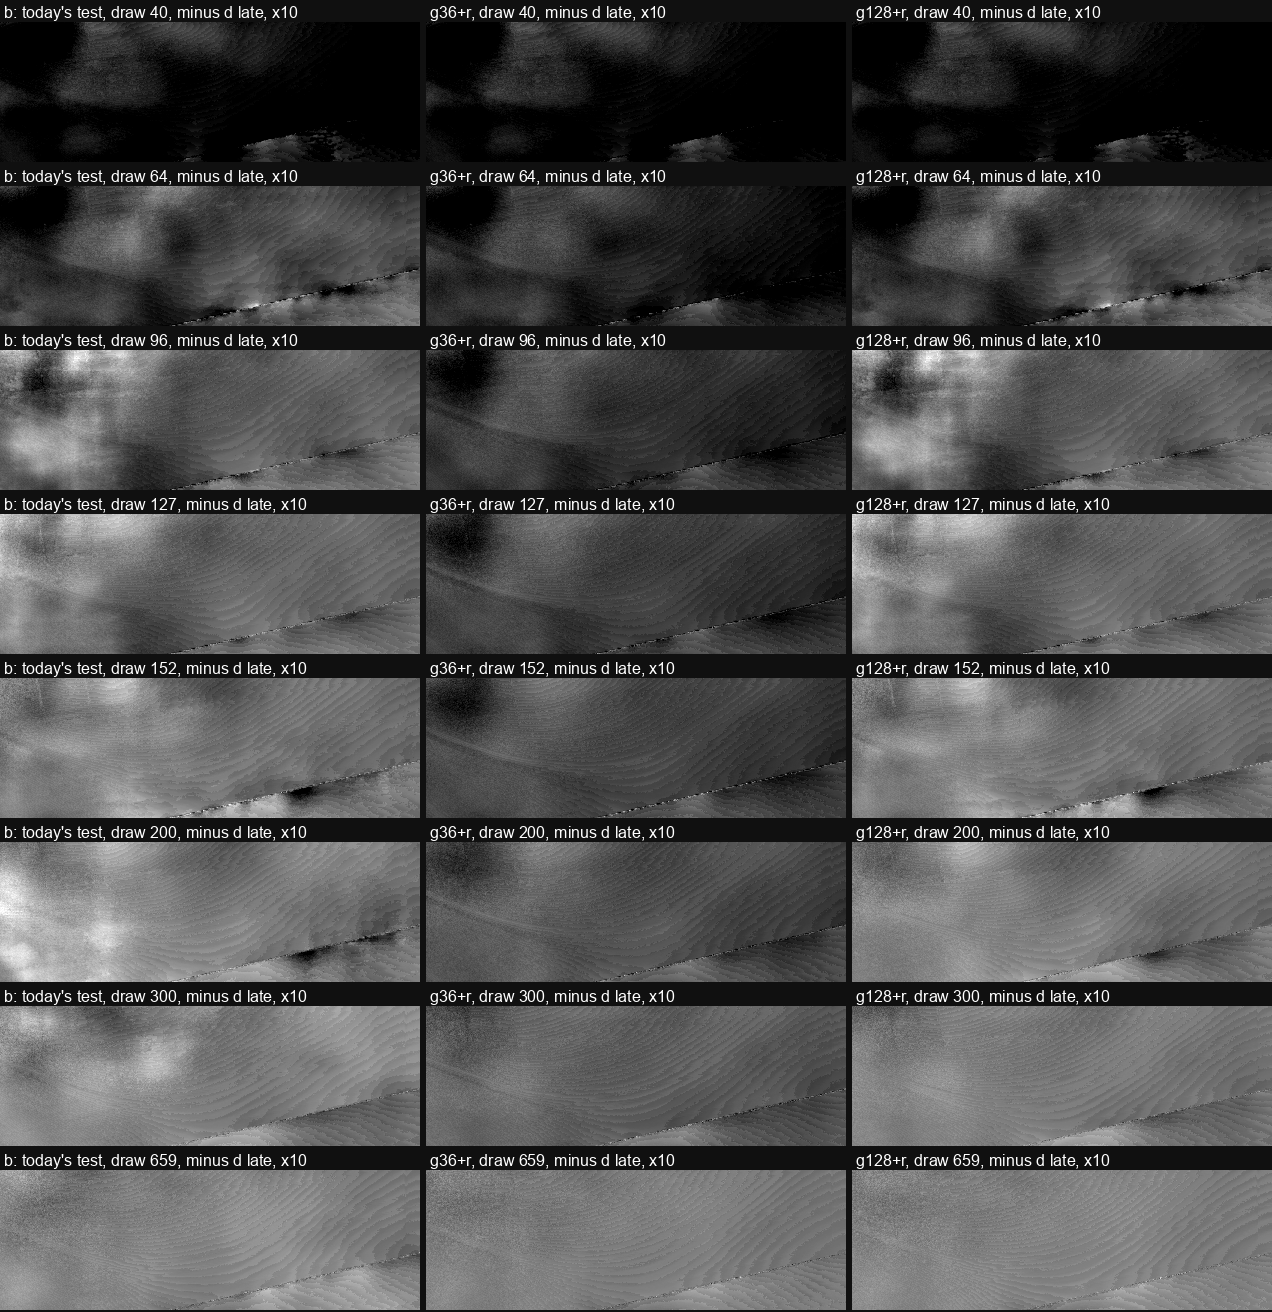 b: today's test, draw 40, minus d late, x10
g36+r, draw 40, minus d late, x10
g128+r, draw 40, minus d late, x10
b: today's test, draw 64, minus d late, x10
g36+r, draw 64, minus d late, x10
g128+r, draw 64, minus d late, x10
b: today's test, draw 96, minus d late, x10
g36+r, draw 96, minus d late, x10
g128+r, draw 96, minus d late, x10
b: today's test, draw 127, minus d late, x10
g36+r, draw 127, minus d late, x10
g128+r, draw 127, minus d late, x10
b: today's test, draw 152, minus d late, x10
g36+r, draw 152, minus d late, x10
g128+r, draw 152, minus d late, x10
b: today's test, draw 200, minus d late, x10
g36+r, draw 200, minus d late, x10
g128+r, draw 200, minus d late, x10
b: today's test, draw 300, minus d late, x10
g36+r, draw 300, minus d late, x10
g128+r, draw 300, minus d late, x10
b: today's test, draw 659, minus d late, x10
g36+r, draw 659, minus d late, x10
g128+r, draw 659, minus d late, x10